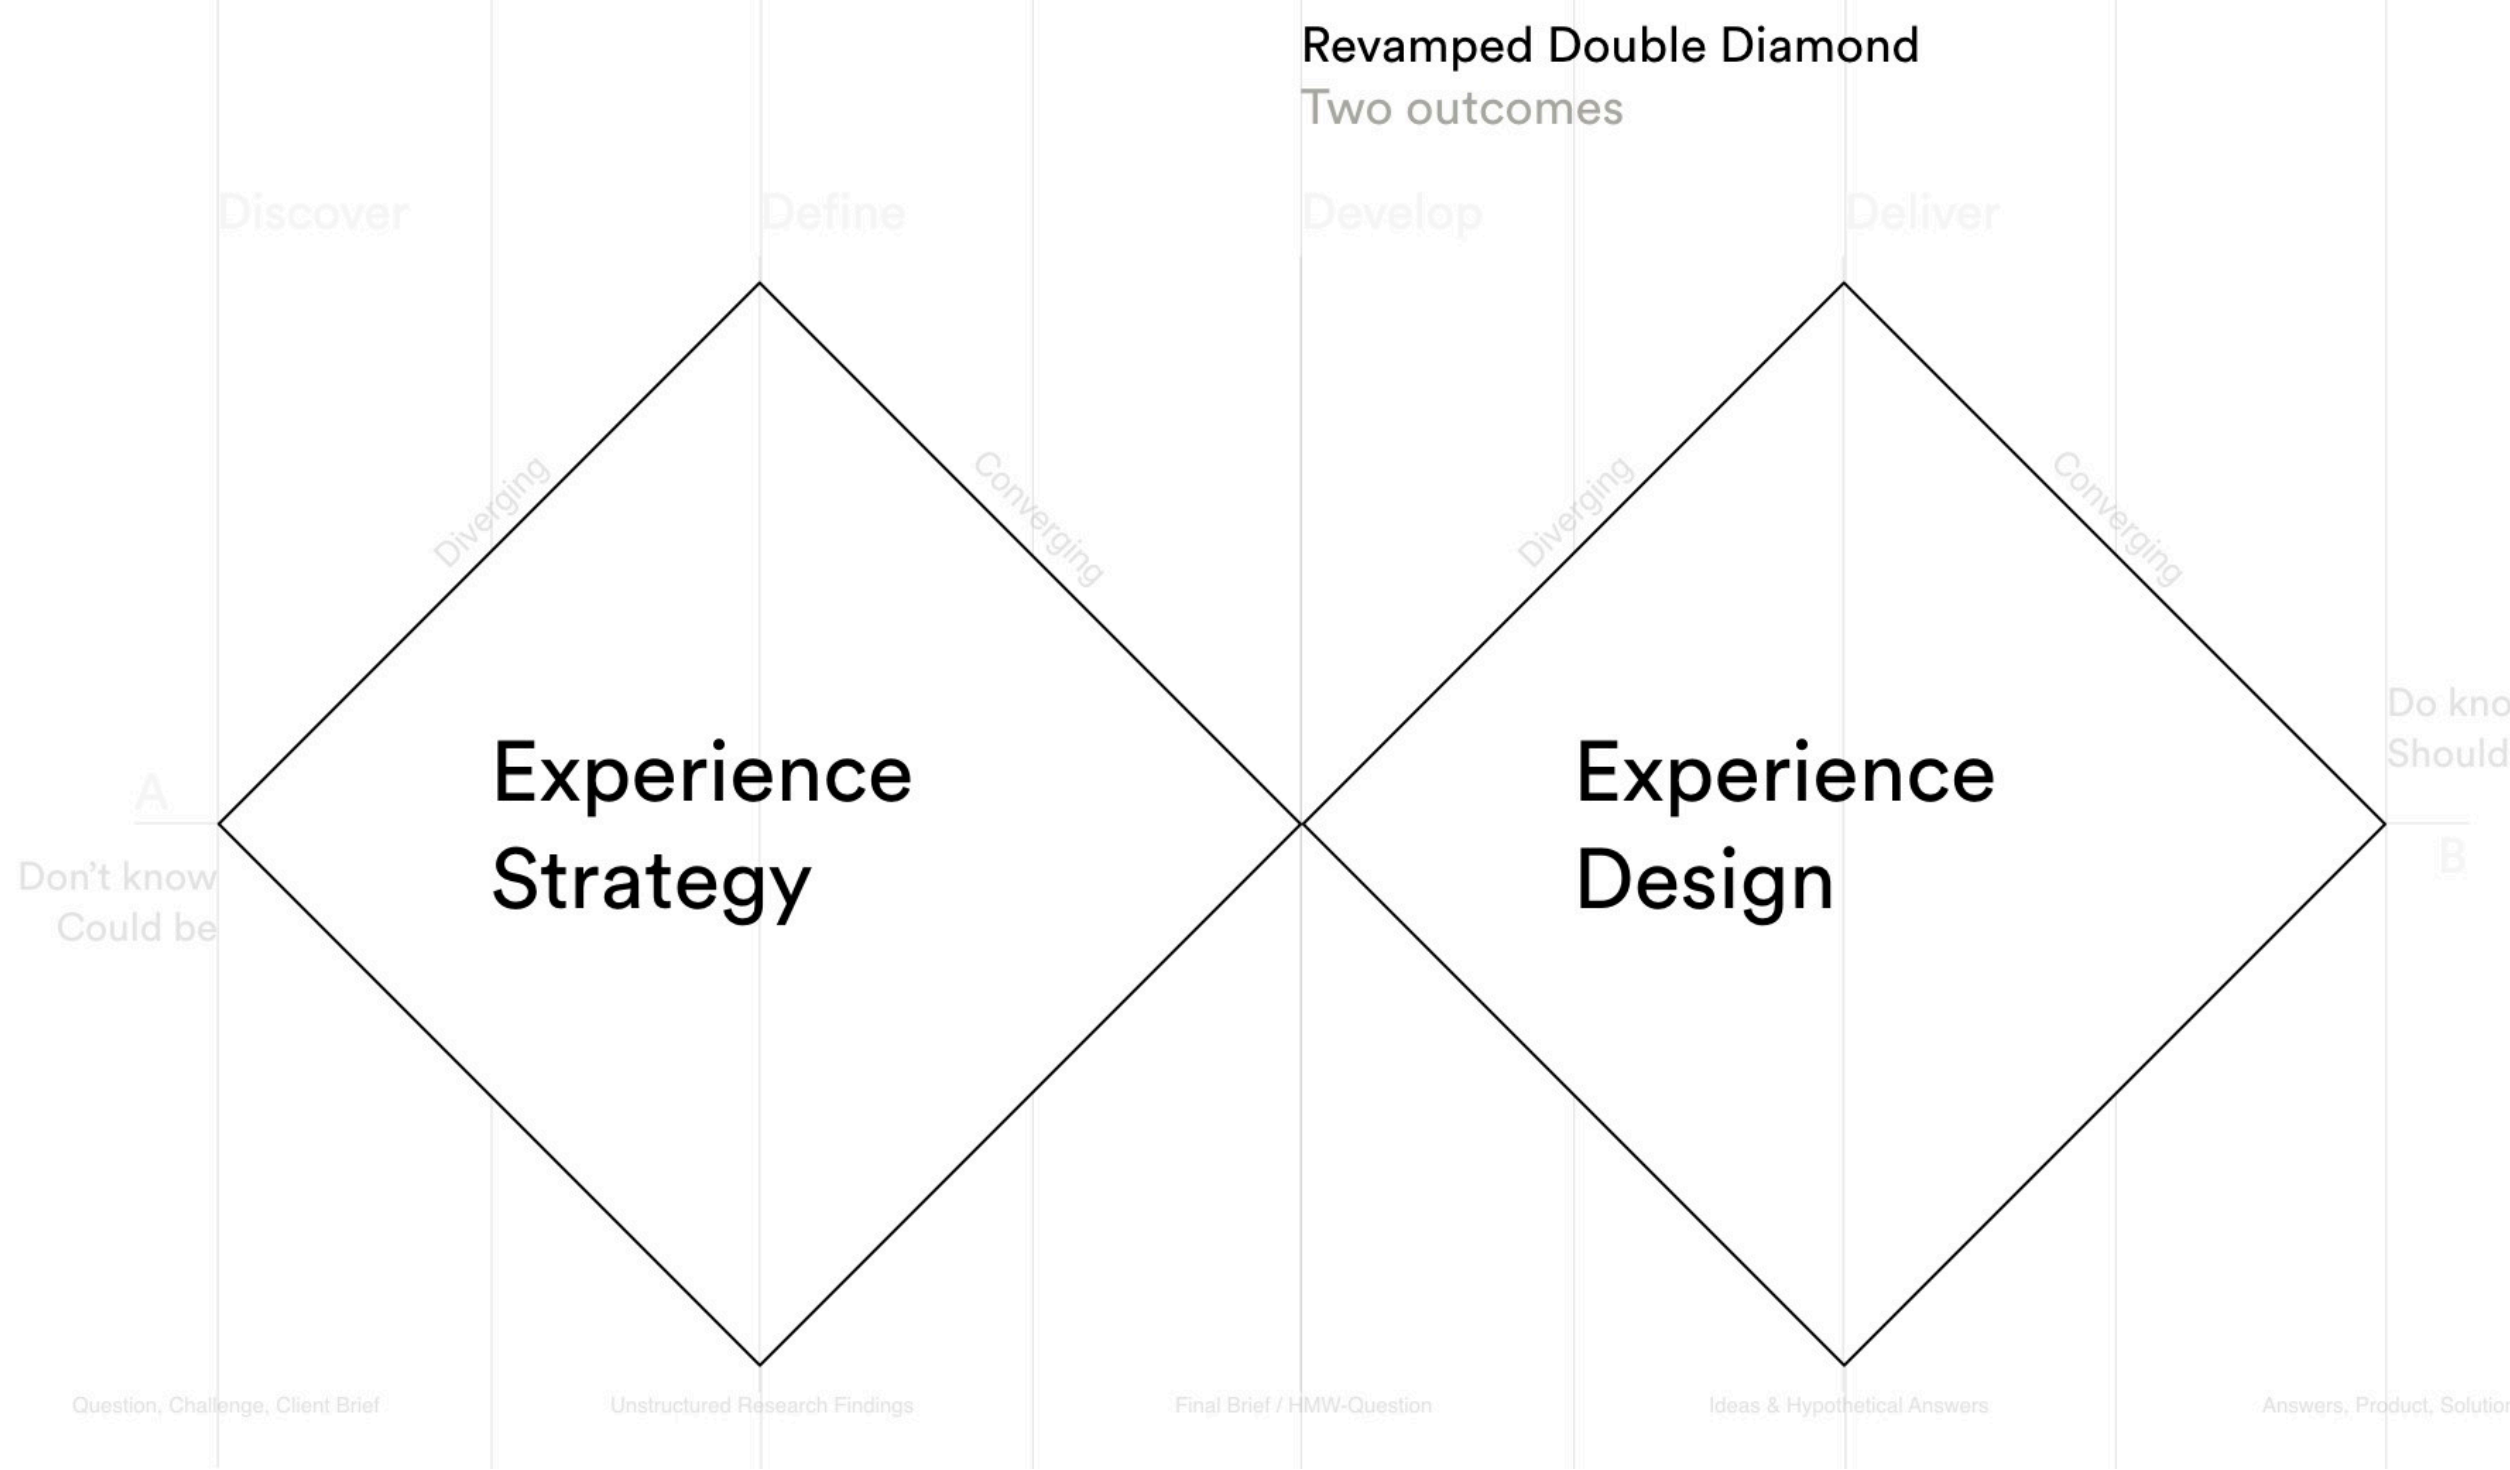 Revamped Double Diamond
Two outcomes
Discover
Define
Develop
Deliver
Diverging
Converging
Diverging
Converging
Experience
Strategy
Experience
Design
A
Don't know
Could be
Do kno
Should
B
Question, Challenge, Client Brief
Unstructured Research Findings
Final Brief / HMW-Question
Ideas & Hypothetical Answers
Answers, Product, Solution